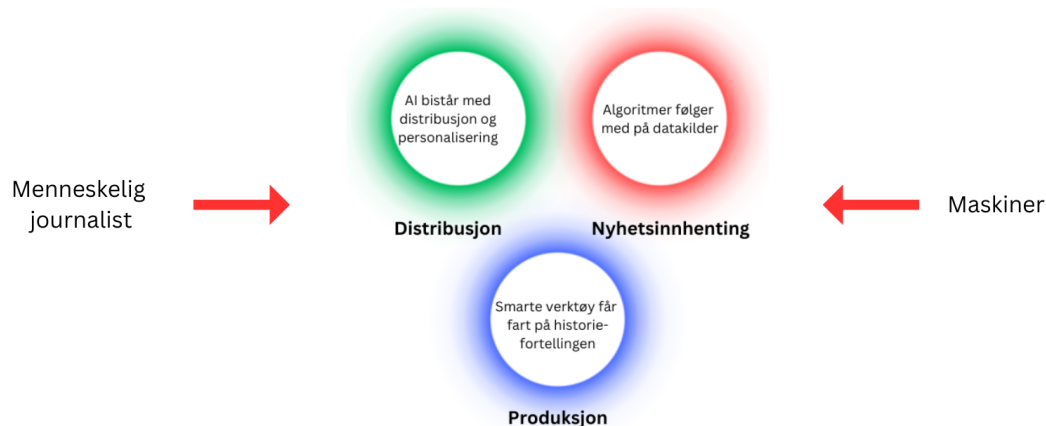 Menneskelig
journalist
AI bistår med
distribusjon og
personalisering
Distribusjon
Algoritmer følger
med på datakilder
Nyhetsinnhenting
Smarte verktøy får
fart på historie-
fortellingen
Produksjon
Maskiner